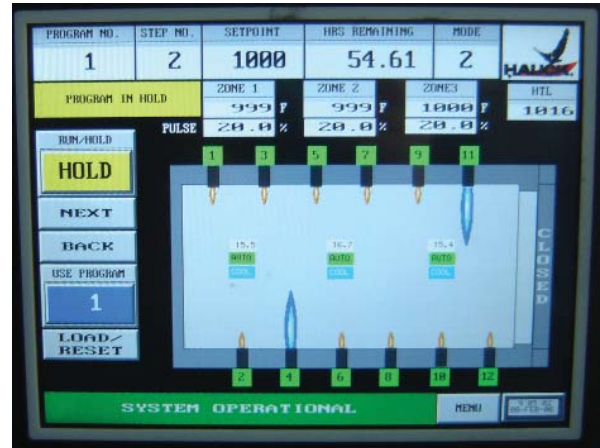 PROGRAM NO. STEP NO. SETPOINT HRS REMAINING MODE
1 2 1000 54.61 2
HAUCK
PROGRAM IN HOLD
ZONE 1 ZONE 2 ZONE3 HTL
999 F 999 F 1000 F 1016
PULSE 20.0 % 20.0 % 20.0 %
RUN/HOLD
HOLD
1 3 5 7 9 11
NEXT
BACK
15.5 16.7 15.4
AUTO AUTO AUTO
COOL COOL COOL
CLOSED
USE PROGRAM
1
LOAD/
RESET
2 4 6 8 10 12
SYSTEM OPERATIONAL
MENU